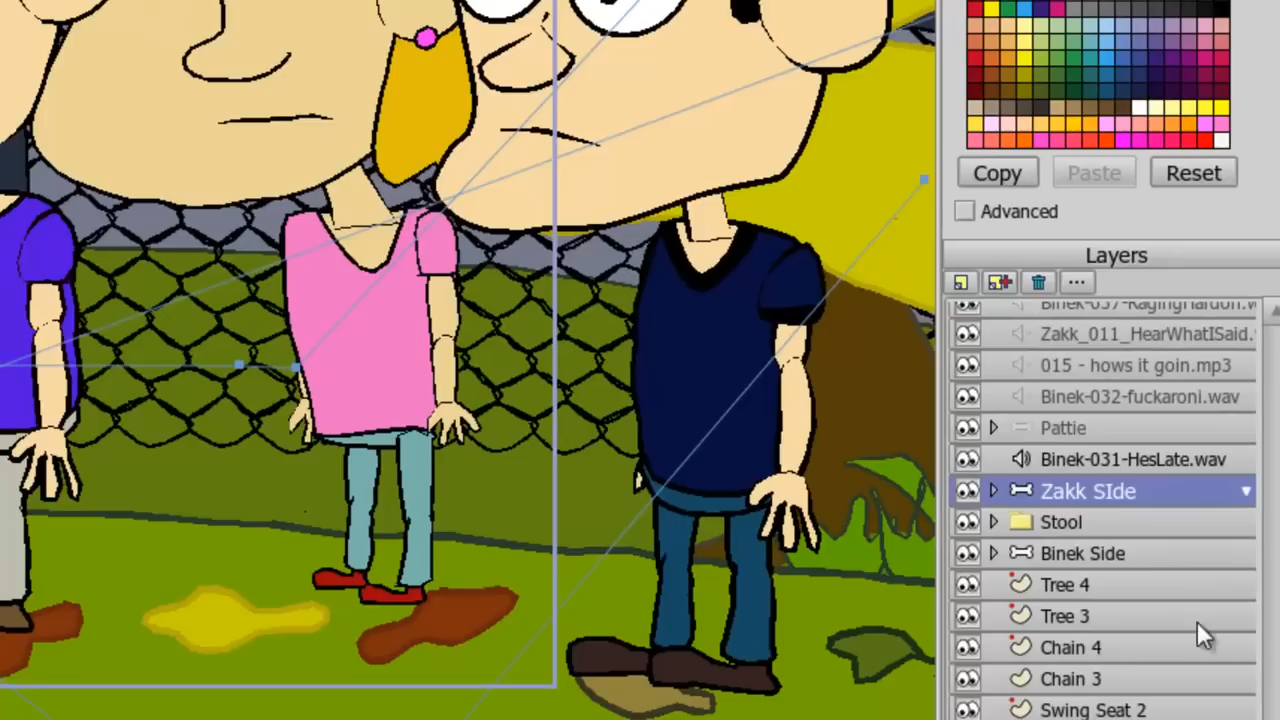 Copy Paste Reset
Advanced
Layers
Zakk_011_HearWhatISaid.
015 - hows it goin.mp3
Binek-032-fuckaroni.wav
Pattie
Binek-031-HesLate.wav
Zakk SIde
Stool
Binek Side
Tree 4
Tree 3
Chain 4
Chain 3
Swing Seat 2